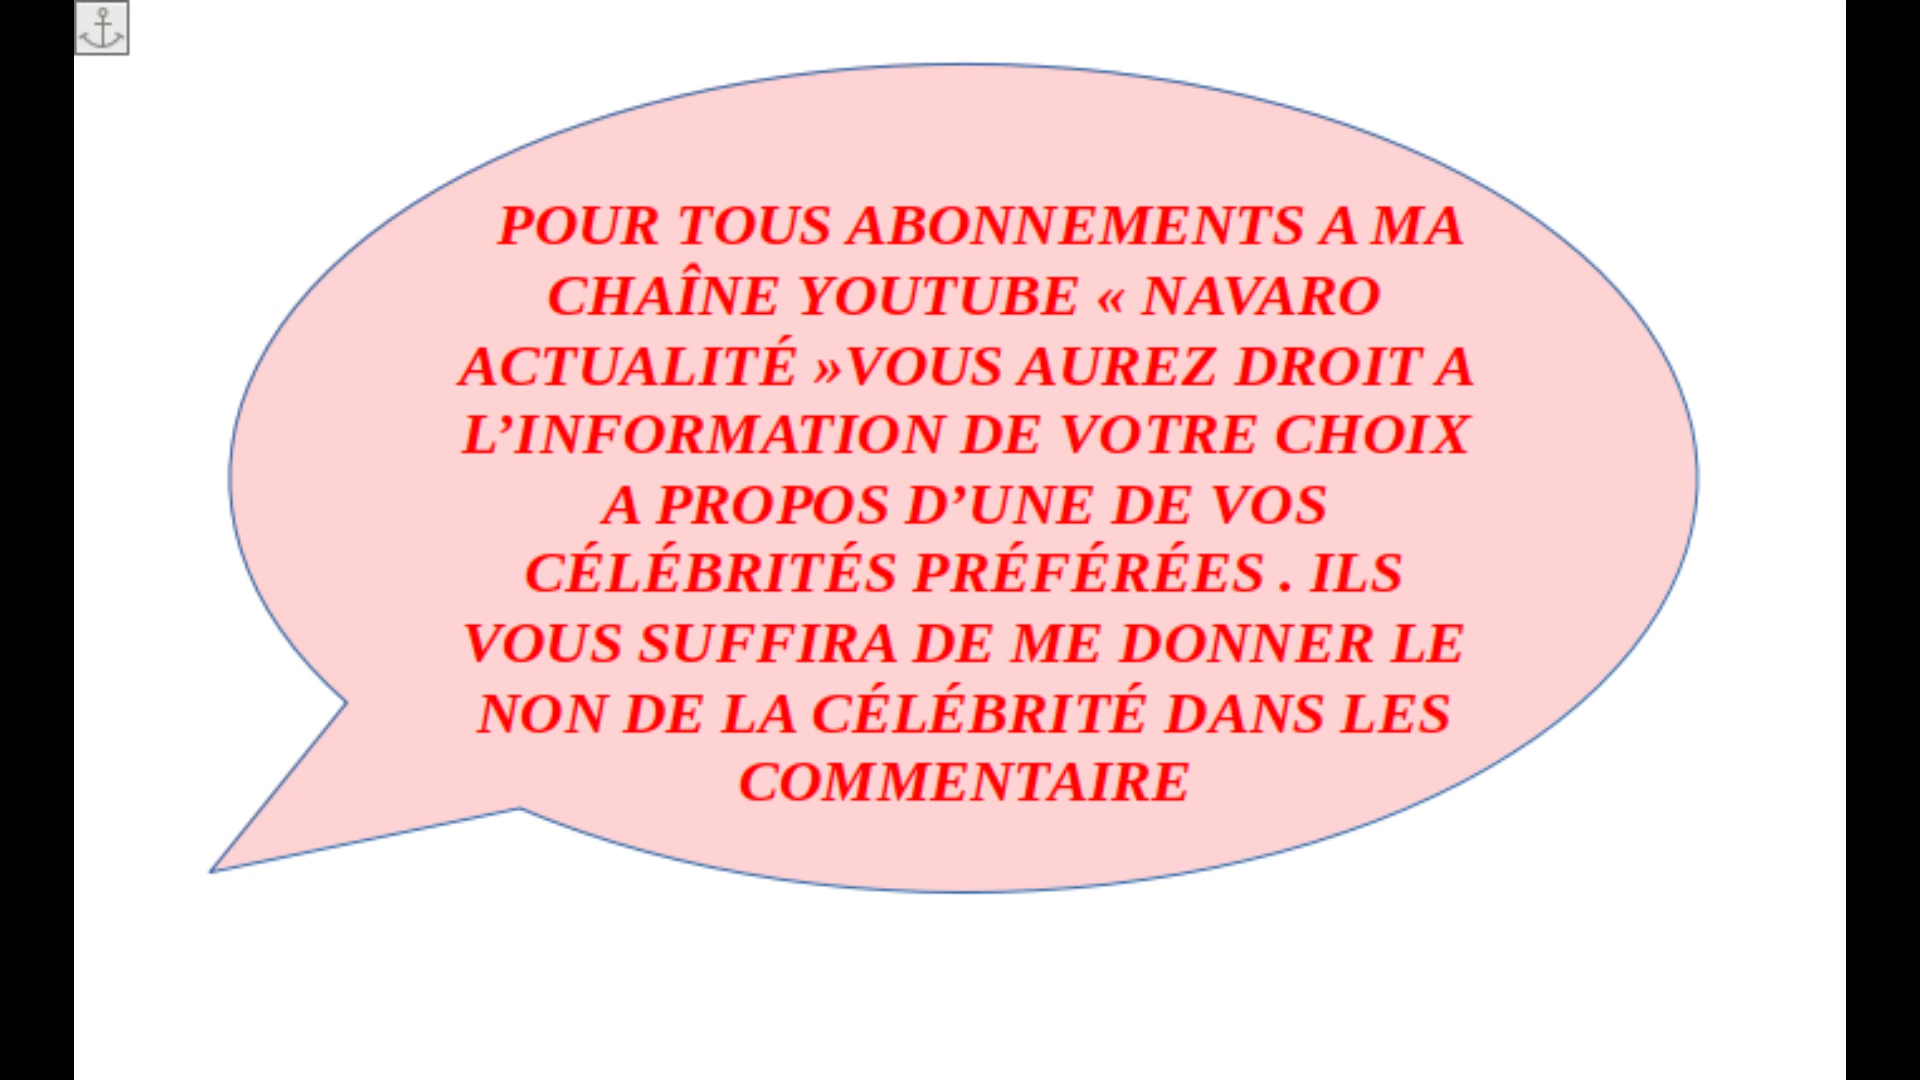 POUR TOUS ABONNEMENTS A MA
CHAÎNE YOUTUBE « NAVARO
ACTUALITÉ »VOUS AUREZ DROIT A
L’INFORMATION DE VOTRE CHOIX
A PROPOS D’UNE DE VOS
CÉLÉBRITÉS PRÉFÉRÉES . ILS
VOUS SUFFIRA DE ME DONNER LE
NON DE LA CÉLÉBRITÉ DANS LES
COMMENTAIRE